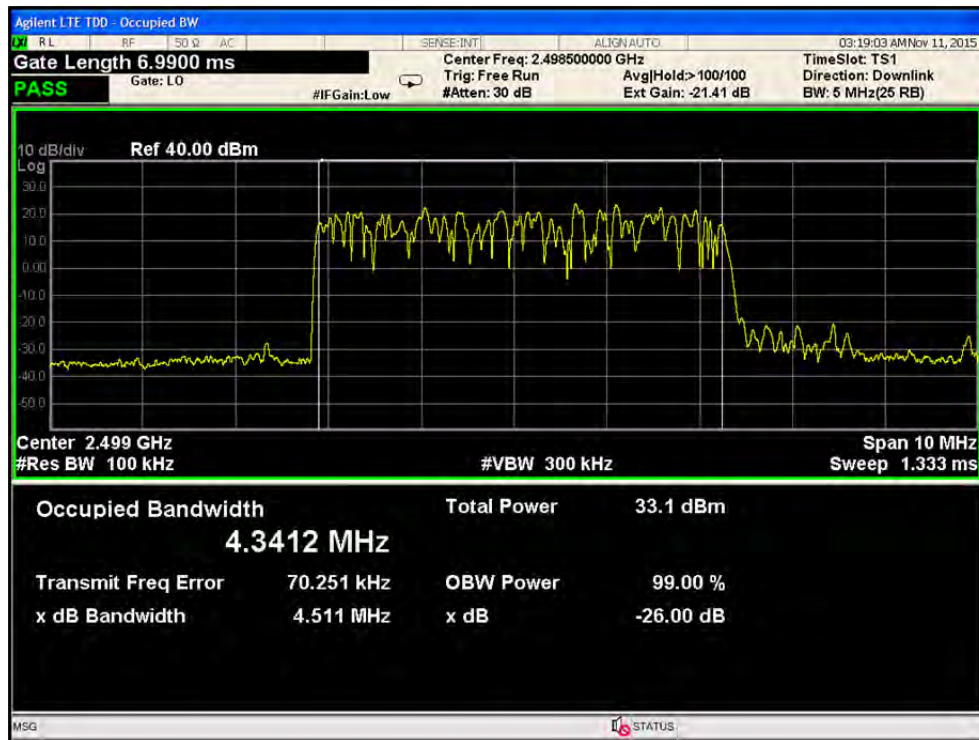 Agilent LTE TDD - Occupied BW
LXI RL RF 50 Ω AC SENSE:INT ALIGN AUTO 03:19:03 AM Nov 11, 2015
Gate Length 6.9900 ms Center Freq: 2.498500000 GHz TimeSlot: TS1
Gate: LO Trig: Free Run Avg|Hold:>100/100 Direction: Downlink
PASS #IFGain:Low #Atten: 30 dB Ext Gain: -21.41 dB BW: 5 MHz(25 RB)
10 dB/div Ref 40.00 dBm
Log
30.0
20.0
10.0
0.00
-10.0
-20.0
-30.0
-40.0
-50.0
Center 2.499 GHz Span 10 MHz
#Res BW 100 kHz #VBW 300 kHz Sweep 1.333 ms
Occupied Bandwidth Total Power 33.1 dBm
4.3412 MHz
Transmit Freq Error 70.251 kHz OBW Power 99.00 %
x dB Bandwidth 4.511 MHz x dB -26.00 dB
MSG STATUS